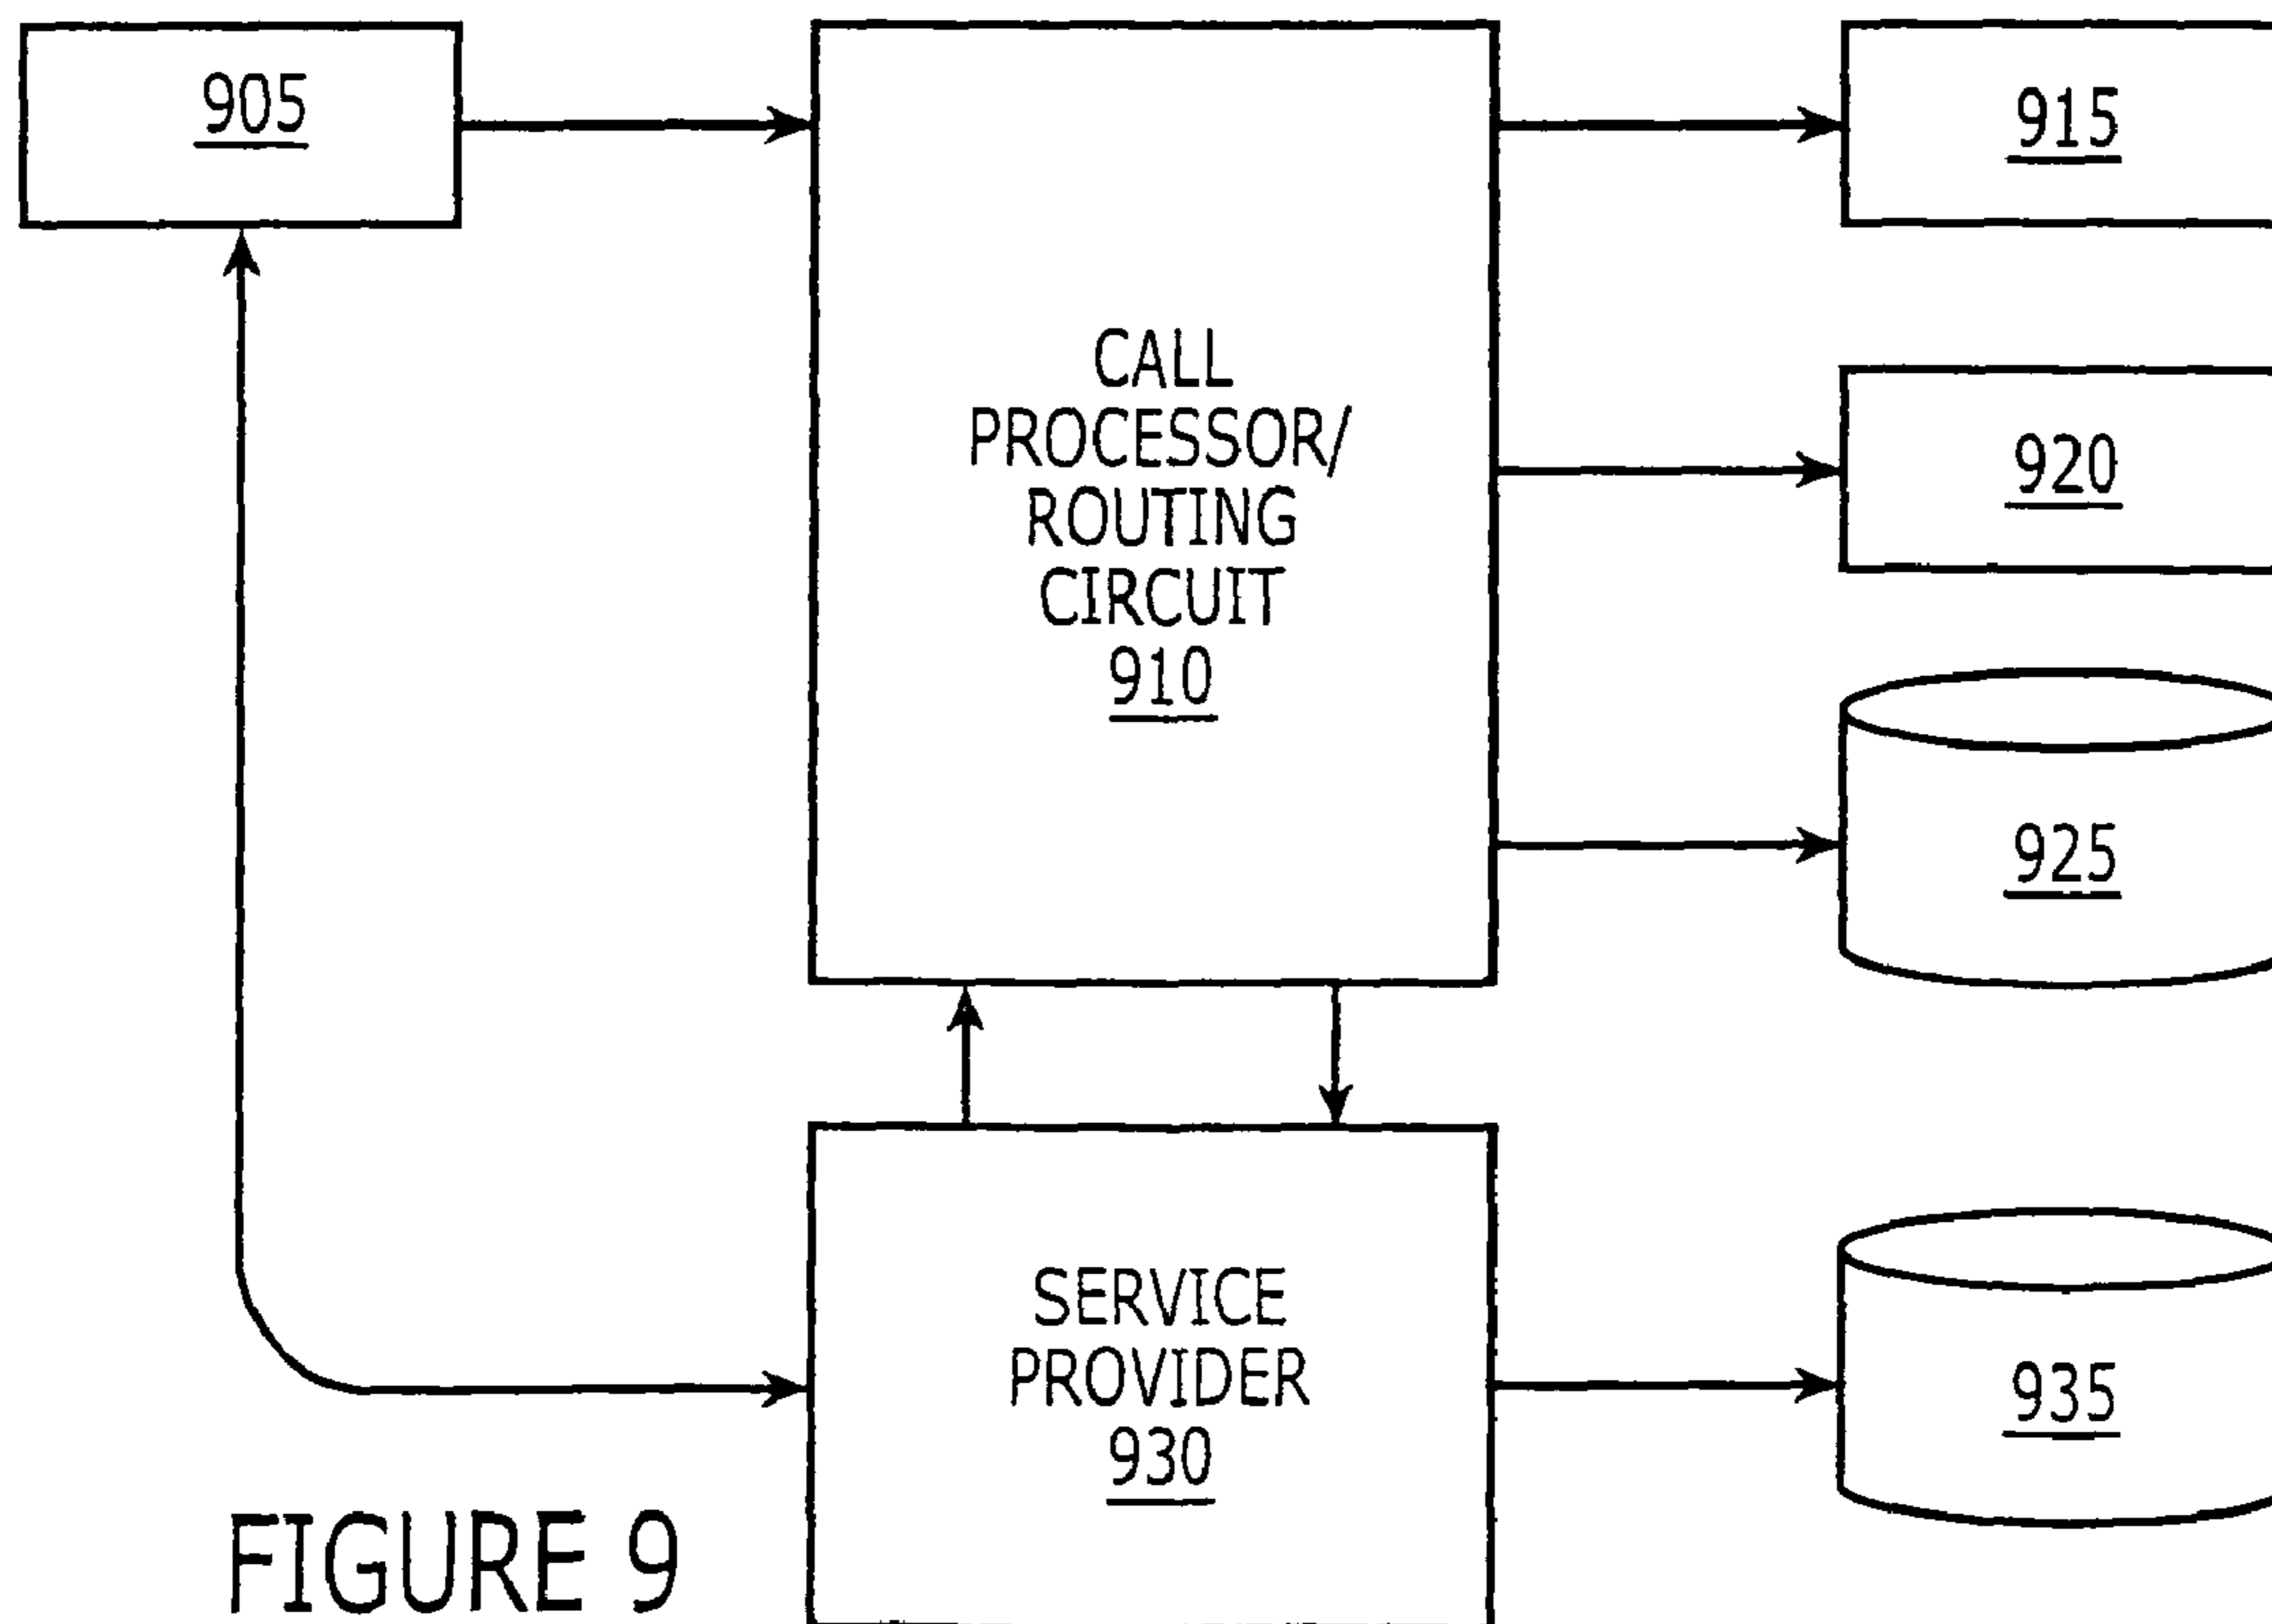 905
CALL
PROCESSOR/
ROUTING
CIRCUIT
910
915
920
925
SERVICE
PROVIDER
930
935
FIGURE 9